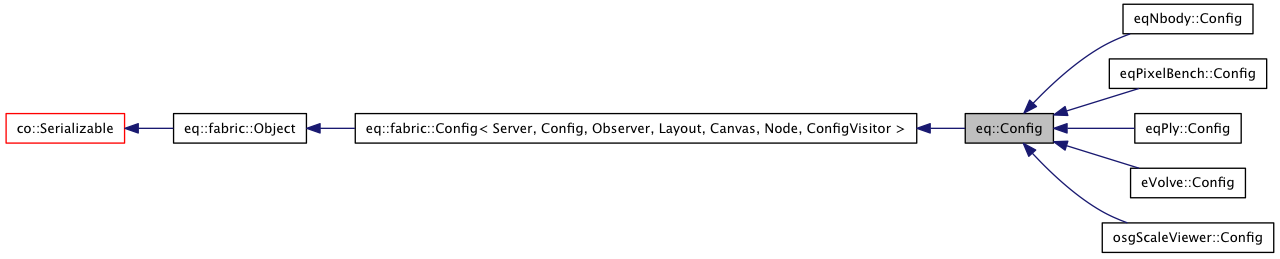 eqNbody::Config
eqPixelBench::Config
co::Serializable
eq::fabric::Object
eq::fabric::Config< Server, Config, Observer, Layout, Canvas, Node, ConfigVisitor >
eq::Config
eqPly::Config
eVolve::Config
osgScaleViewer::Config